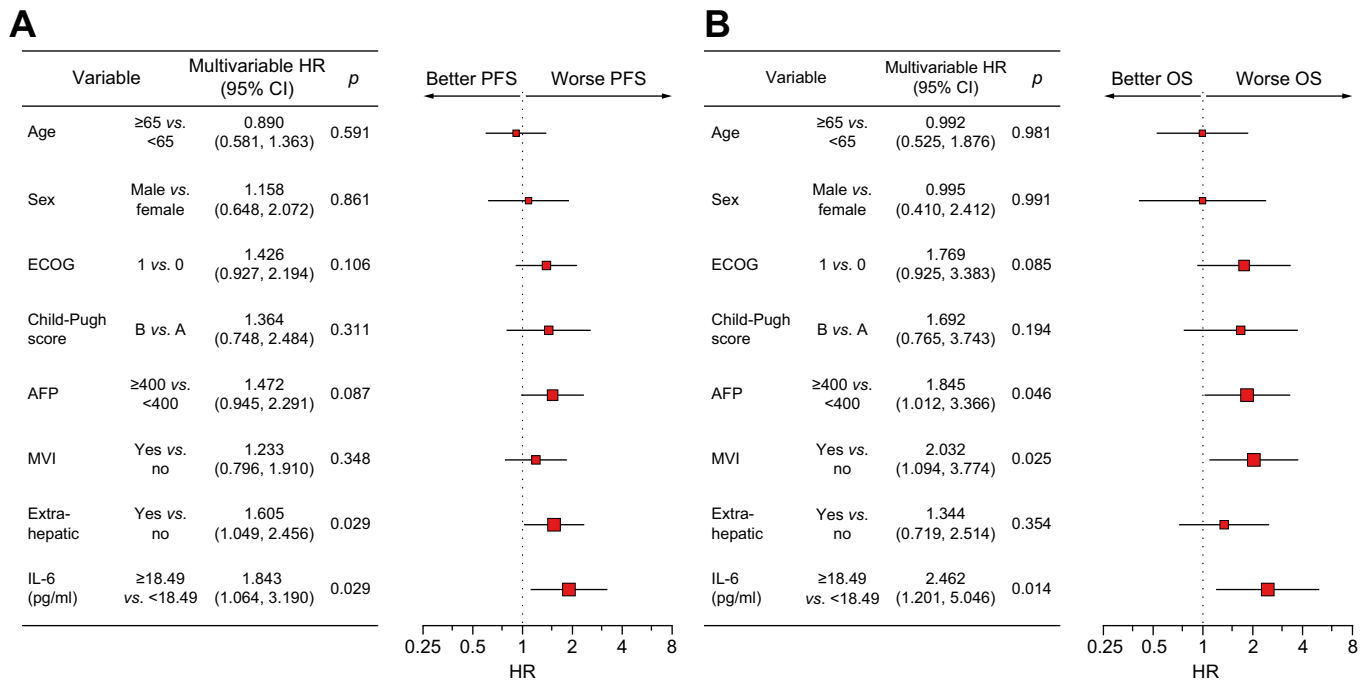 A
Variable
Multivariable HR
(95% CI)
p
Better PFS
Worse PFS
Age
≥65 vs.
<65
0.890
(0.581, 1.363)
0.591
Sex
Male vs.
female
1.158
(0.648, 2.072)
0.861
ECOG
1 vs. 0
1.426
(0.927, 2.194)
0.106
Child-Pugh
score
B vs. A
1.364
(0.748, 2.484)
0.311
AFP
≥400 vs.
<400
1.472
(0.945, 2.291)
0.087
MVI
Yes vs.
no
1.233
(0.796, 1.910)
0.348
Extra-
hepatic
Yes vs.
no
1.605
(1.049, 2.456)
0.029
IL-6
(pg/ml)
≥18.49
vs. <18.49
1.843
(1.064, 3.190)
0.029
0.25 0.5 1 2 4 8
HR
B
Variable
Multivariable HR
(95% CI)
p
Better OS
Worse OS
Age
≥65 vs.
<65
0.992
(0.525, 1.876)
0.981
Sex
Male vs.
female
0.995
(0.410, 2.412)
0.991
ECOG
1 vs. 0
1.769
(0.925, 3.383)
0.085
Child-Pugh
score
B vs. A
1.692
(0.765, 3.743)
0.194
AFP
≥400 vs.
<400
1.845
(1.012, 3.366)
0.046
MVI
Yes vs.
no
2.032
(1.094, 3.774)
0.025
Extra-
hepatic
Yes vs.
no
1.344
(0.719, 2.514)
0.354
IL-6
(pg/ml)
≥18.49
vs. <18.49
2.462
(1.201, 5.046)
0.014
0.25 0.5 1 2 4 8
HR